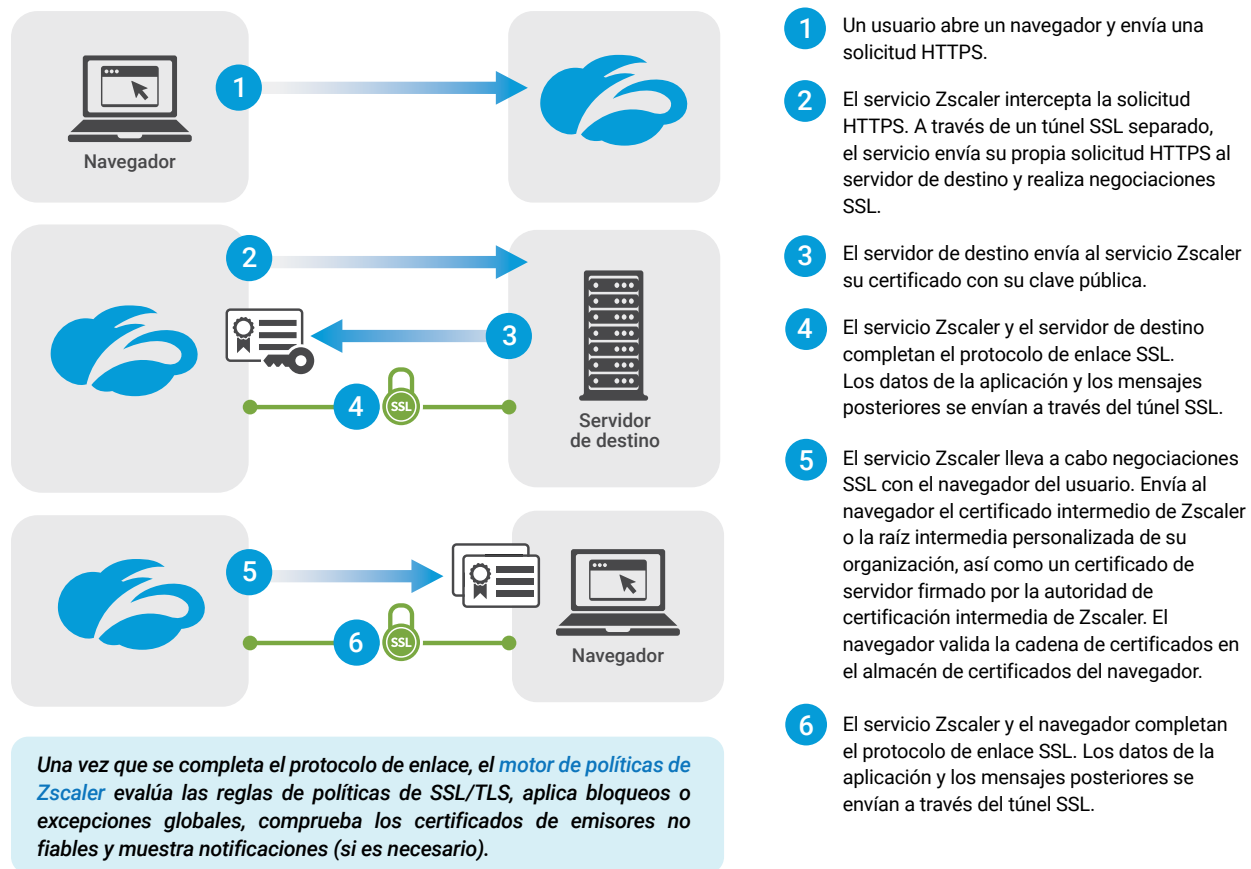 1
Navegador
2
3
4
SSL
Servidor
de destino
5
6
SSL
Navegador
Una vez que se completa el protocolo de enlace, el motor de políticas de
Zscaler evalúa las reglas de políticas de SSL/TLS, aplica bloqueos o
excepciones globales, comprueba los certificados de emisores no
fiables y muestra notificaciones (si es necesario).
1 Un usuario abre un navegador y envía una
solicitud HTTPS.
2 El servicio Zscaler intercepta la solicitud
HTTPS. A través de un túnel SSL separado,
el servicio envía su propia solicitud HTTPS al
servidor de destino y realiza negociaciones
SSL.
3 El servidor de destino envía al servicio Zscaler
su certificado con su clave pública.
4 El servicio Zscaler y el servidor de destino
completan el protocolo de enlace SSL.
Los datos de la aplicación y los mensajes
posteriores se envían a través del túnel SSL.
5 El servicio Zscaler lleva a cabo negociaciones
SSL con el navegador del usuario. Envía al
navegador el certificado intermedio de Zscaler
o la raíz intermedia personalizada de su
organización, así como un certificado de
servidor firmado por la autoridad de
certificación intermedia de Zscaler. El
navegador valida la cadena de certificados en
el almacén de certificados del navegador.
6 El servicio Zscaler y el navegador completan
el protocolo de enlace SSL. Los datos de la
aplicación y los mensajes posteriores se
envían a través del túnel SSL.